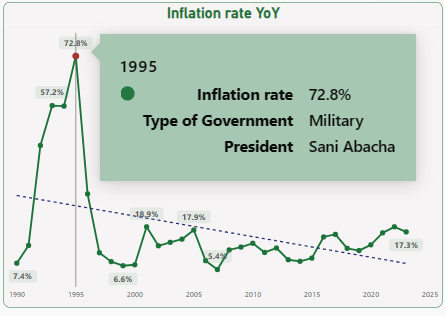 Inflation rate YoY
72.8%
1995
57.2%
Inflation rate 72.8%
Type of Government Military
President Sani Abacha
18.9%
17.9%
5.4%
17.3%
7.4%
6.6%
1990 1995 2000 2005 2010 2015 2020 2025